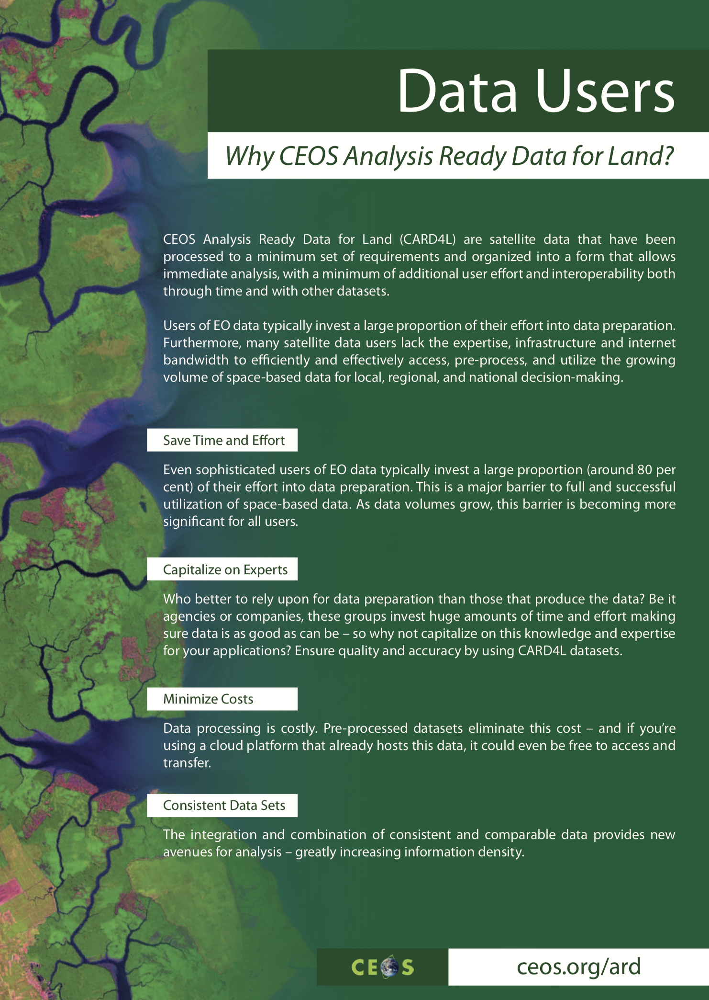 Data Users
Why CEOS Analysis Ready Data for Land?
CEOS Analysis Ready Data for Land (CARD4L) are satellite data that have been
processed to a minimum set of requirements and organized into a form that allows
immediate analysis, with a minimum of additional user effort and interoperability both
through time and with other datasets.
Users of EO data typically invest a large proportion of their effort into data preparation.
Furthermore, many satellite data users lack the expertise, infrastructure and internet
bandwidth to efficiently and effectively access, pre-process, and utilize the growing
volume of space-based data for local, regional, and national decision-making.
Save Time and Effort
Even sophisticated users of EO data typically invest a large proportion (around 80 per
cent) of their effort into data preparation. This is a major barrier to full and successful
utilization of space-based data. As data volumes grow, this barrier is becoming more
significant for all users.
Capitalize on Experts
Who better to rely upon for data preparation than those that produce the data? Be it
agencies or companies, these groups invest huge amounts of time and effort making
sure data is as good as can be – so why not capitalize on this knowledge and expertise
for your applications? Ensure quality and accuracy by using CARD4L datasets.
Minimize Costs
Data processing is costly. Pre-processed datasets eliminate this cost – and if you’re
using a cloud platform that already hosts this data, it could even be free to access and
transfer.
Consistent Data Sets
The integration and combination of consistent and comparable data provides new
avenues for analysis – greatly increasing information density.
CEOS
ceos.org/ard